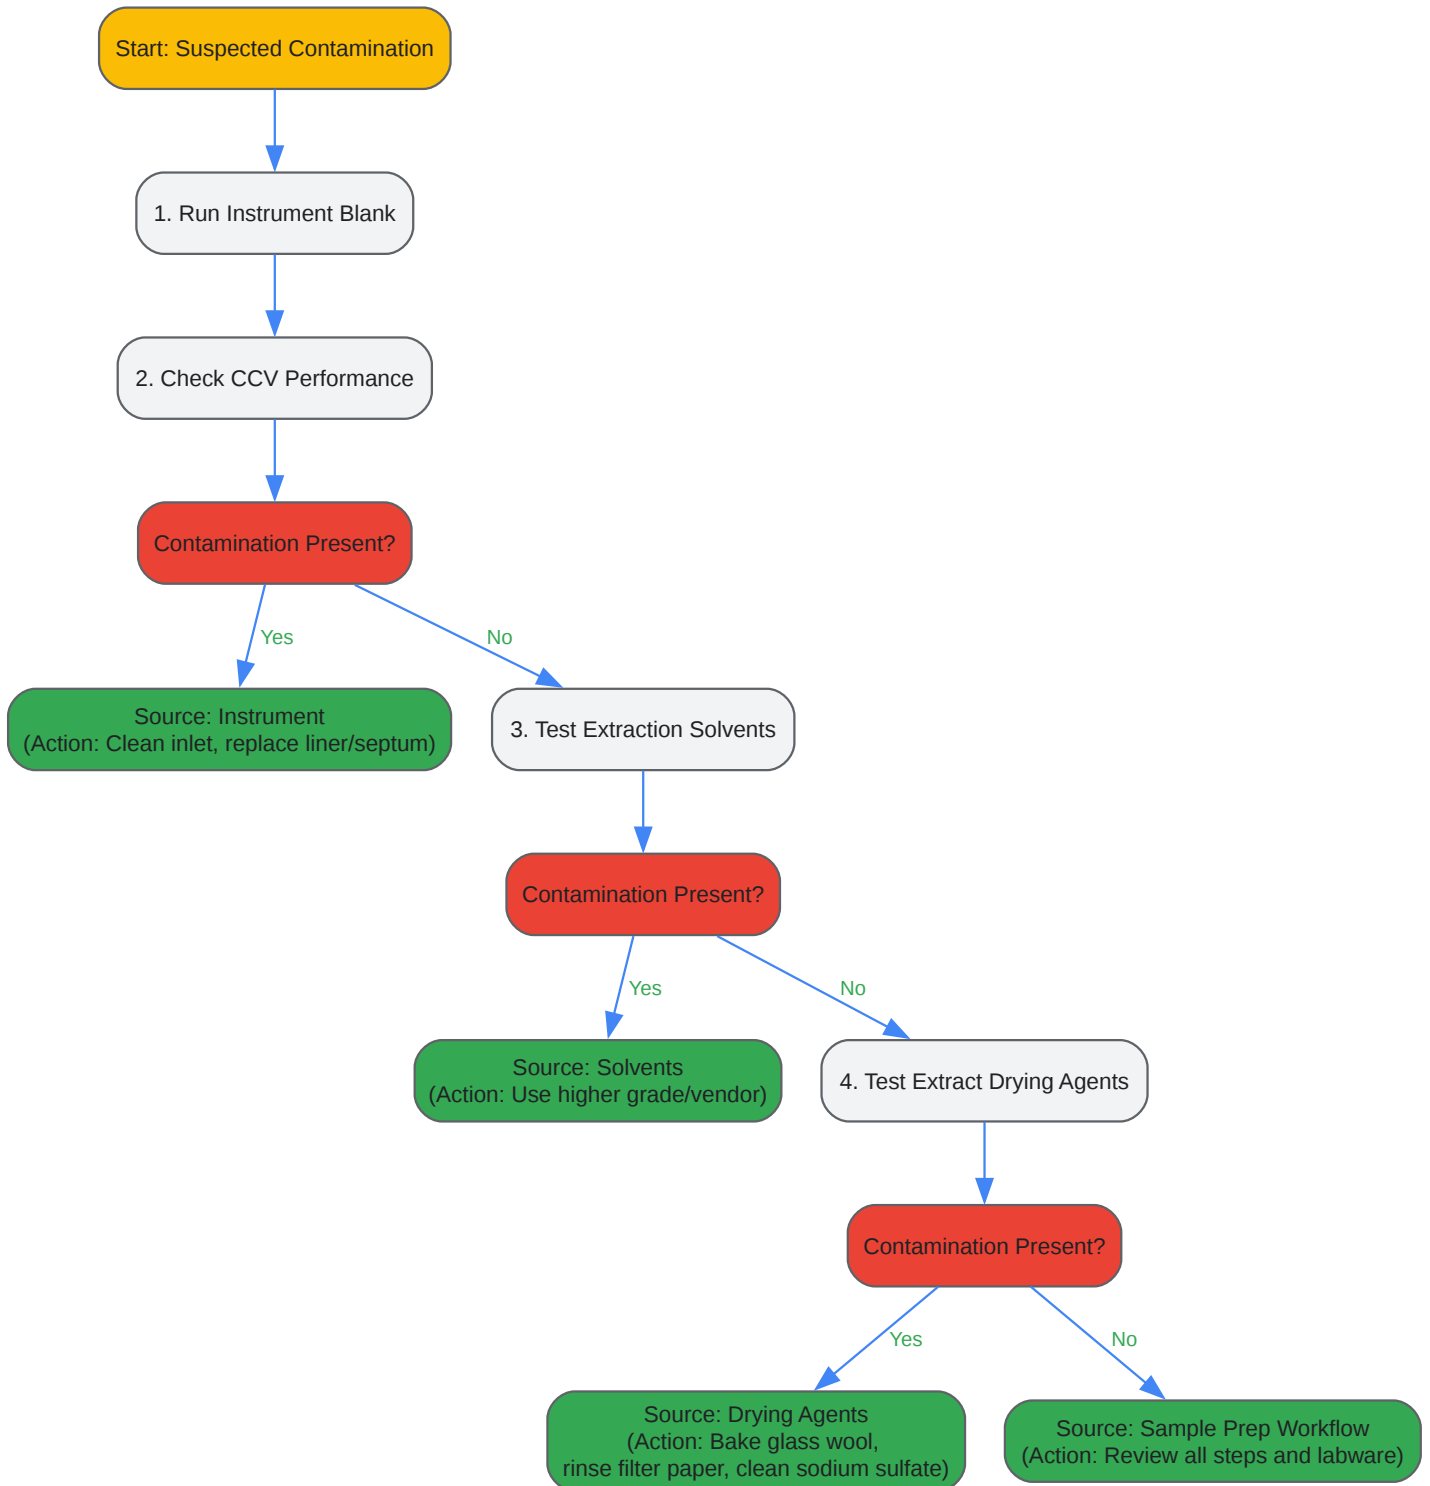 Start: Suspected Contamination
1. Run Instrument Blank
2. Check CCV Performance
Contamination Present?
Yes
No
Source: Instrument
(Action: Clean inlet, replace liner/septum)
3. Test Extraction Solvents
Contamination Present?
Yes
No
Source: Solvents
(Action: Use higher grade/vendor)
4. Test Extract Drying Agents
Contamination Present?
Yes
No
Source: Drying Agents
(Action: Bake glass wool,
rinse filter paper, clean sodium sulfate)
Source: Sample Prep Workflow
(Action: Review all steps and labware)